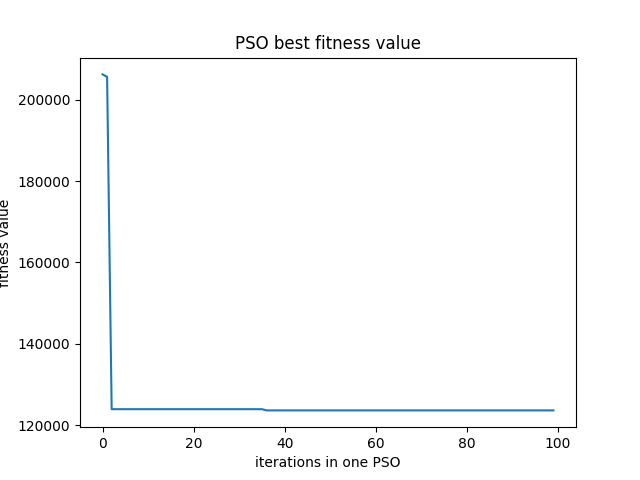 PSO best fitness value
200000
180000
160000
140000
120000
fitness value
0 20 40 60 80 100
iterations in one PSO